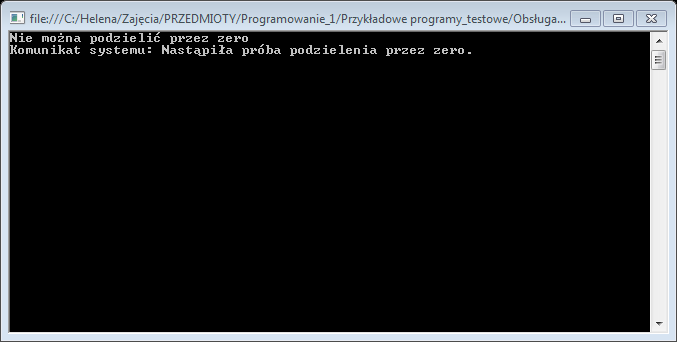 file:///C:/Helena/Zajęcia/PRZEDMIOTY/Programowanie_1/Przykładowe programy_testowe/Obsługa...
Nie można podzielić przez zero
Komunikat systemu: Nastąpiła próba podzielenia przez zero.